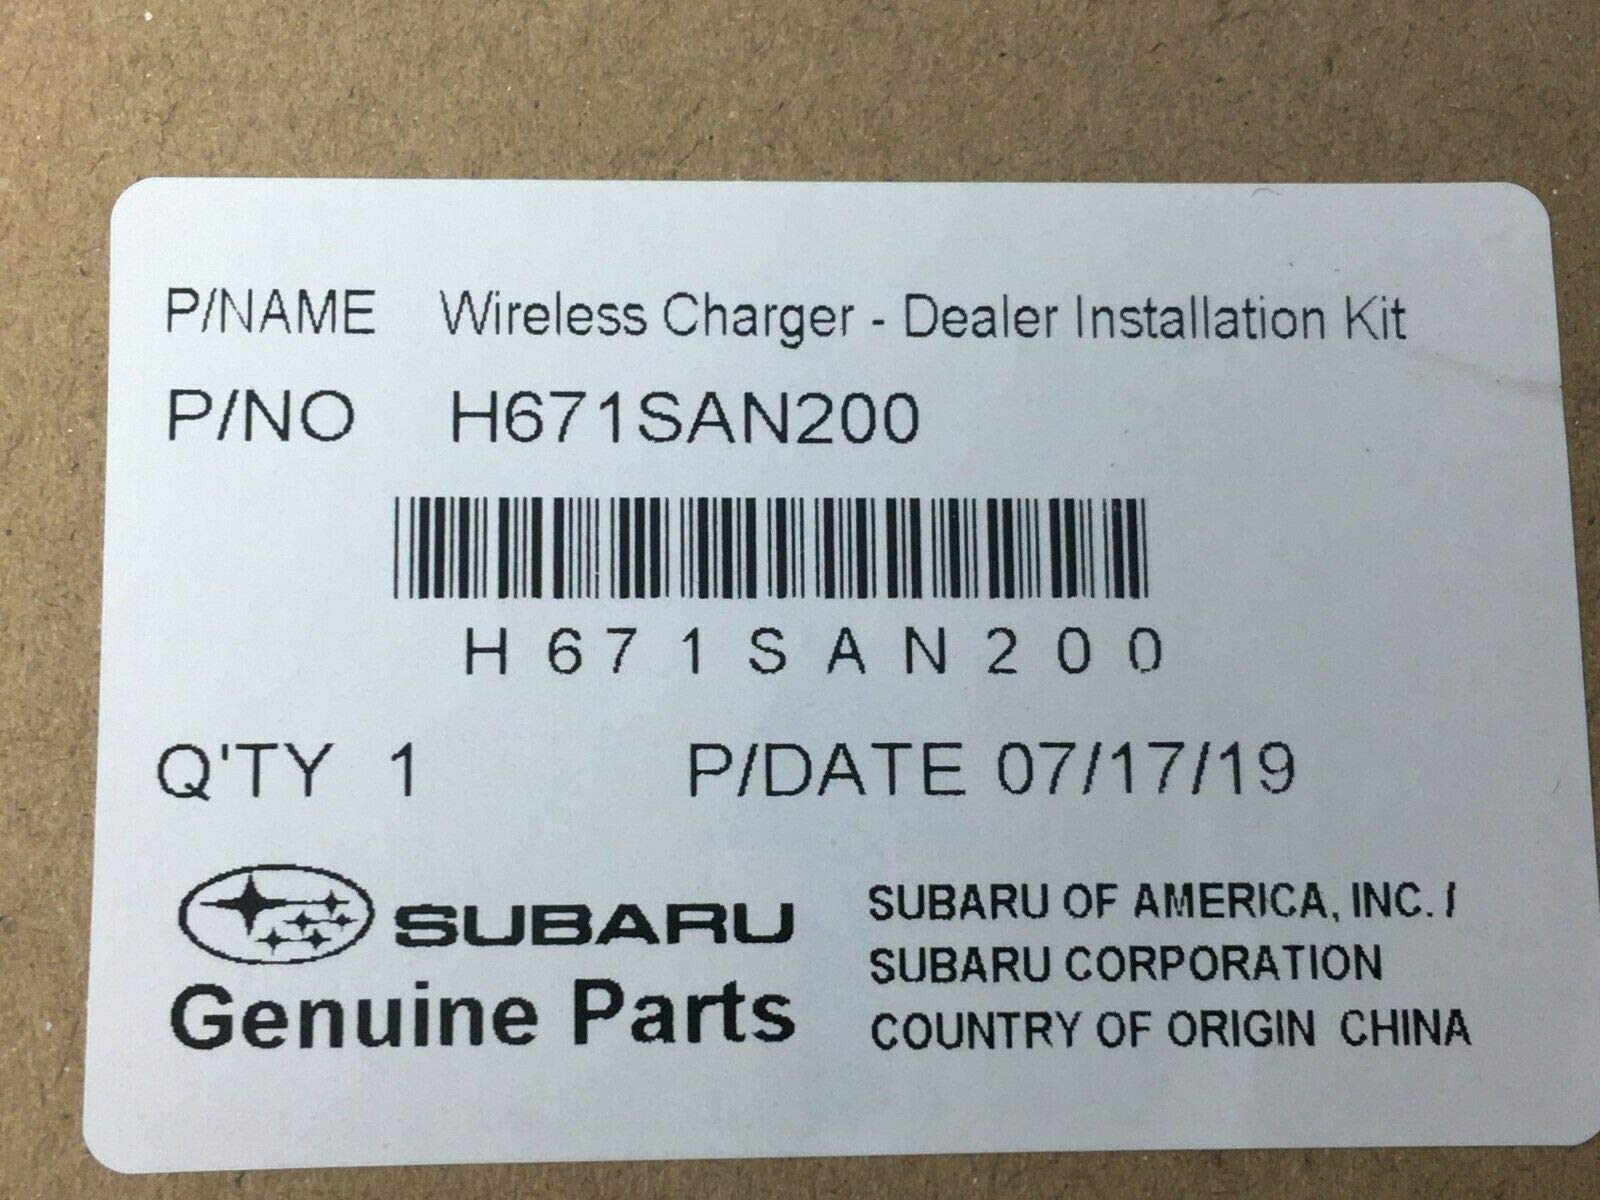 P/NAME Wireless Charger - Dealer Installation Kit
P/NO H671SAN200
H671SAN200
Q'TY 1 P/DATE 07/17/19
SUBARU
Genuine Parts
SUBARU OF AMERICA, INC. /
SUBARU CORPORATION
COUNTRY OF ORIGIN CHINA